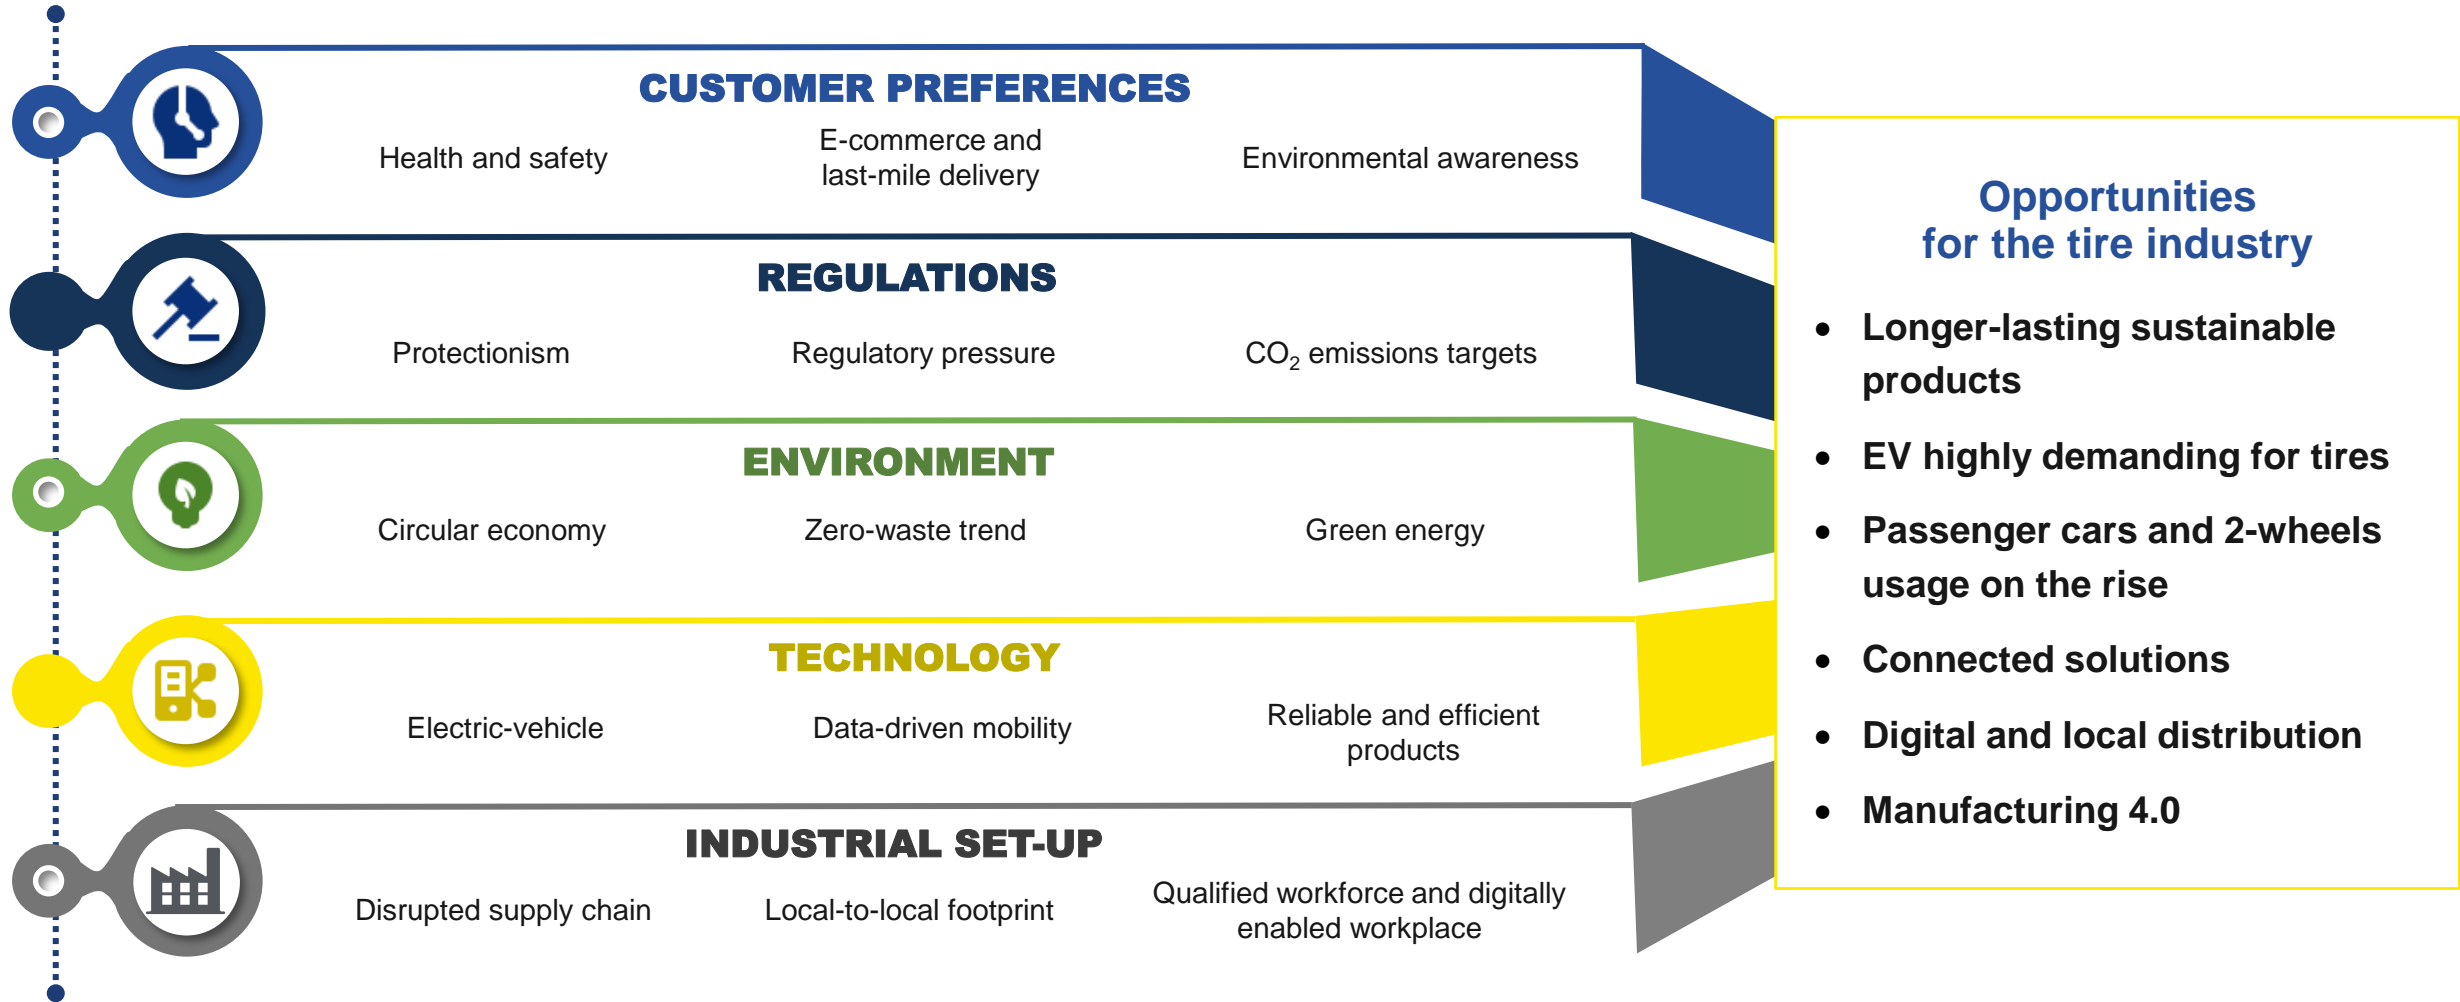 CUSTOMER PREFERENCES
Health and safety
E-commerce and
last-mile delivery
Environmental awareness
REGULATIONS
Protectionism
Regulatory pressure
CO₂ emissions targets
ENVIRONMENT
Circular economy
Zero-waste trend
Green energy
TECHNOLOGY
Electric-vehicle
Data-driven mobility
Reliable and efficient
products
INDUSTRIAL SET-UP
Disrupted supply chain
Local-to-local footprint
Qualified workforce and digitally
enabled workplace
Opportunities
for the tire industry
• Longer-lasting sustainable
products
• EV highly demanding for tires
• Passenger cars and 2-wheels
usage on the rise
• Connected solutions
• Digital and local distribution
• Manufacturing 4.0